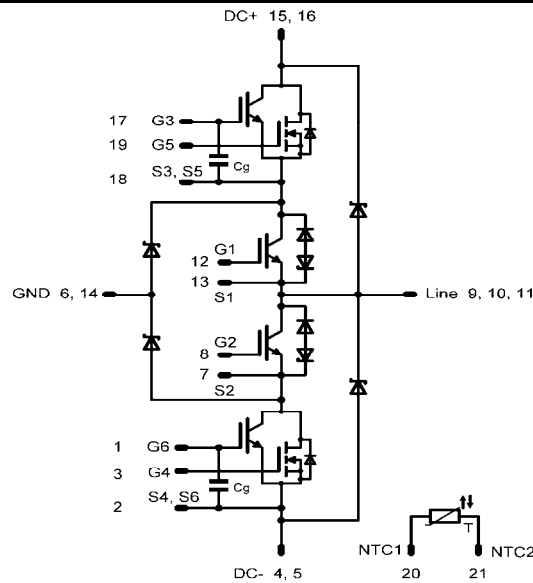 DC+ 15, 16
17 G3
19 G5
Cg
18 S3, S5
G1
12
13
S1
GND 6, 14
Line 9, 10, 11
G2
8
7
S2
1 G6
3 G4
Cg
2 S4, S6
T
NTC1
NTC2
DC- 4, 5
20
21